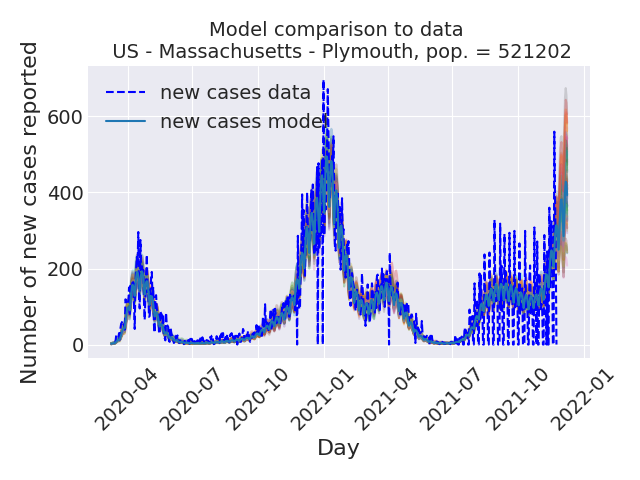 Model comparison to data
US - Massachusetts - Plymouth, pop. = 521202
Number of new cases reported
600
400
200
0
new cases data
new cases model
2020-04
2020-07
2020-10
2021-01
2021-04
2021-07
2021-10
2022-01
Day